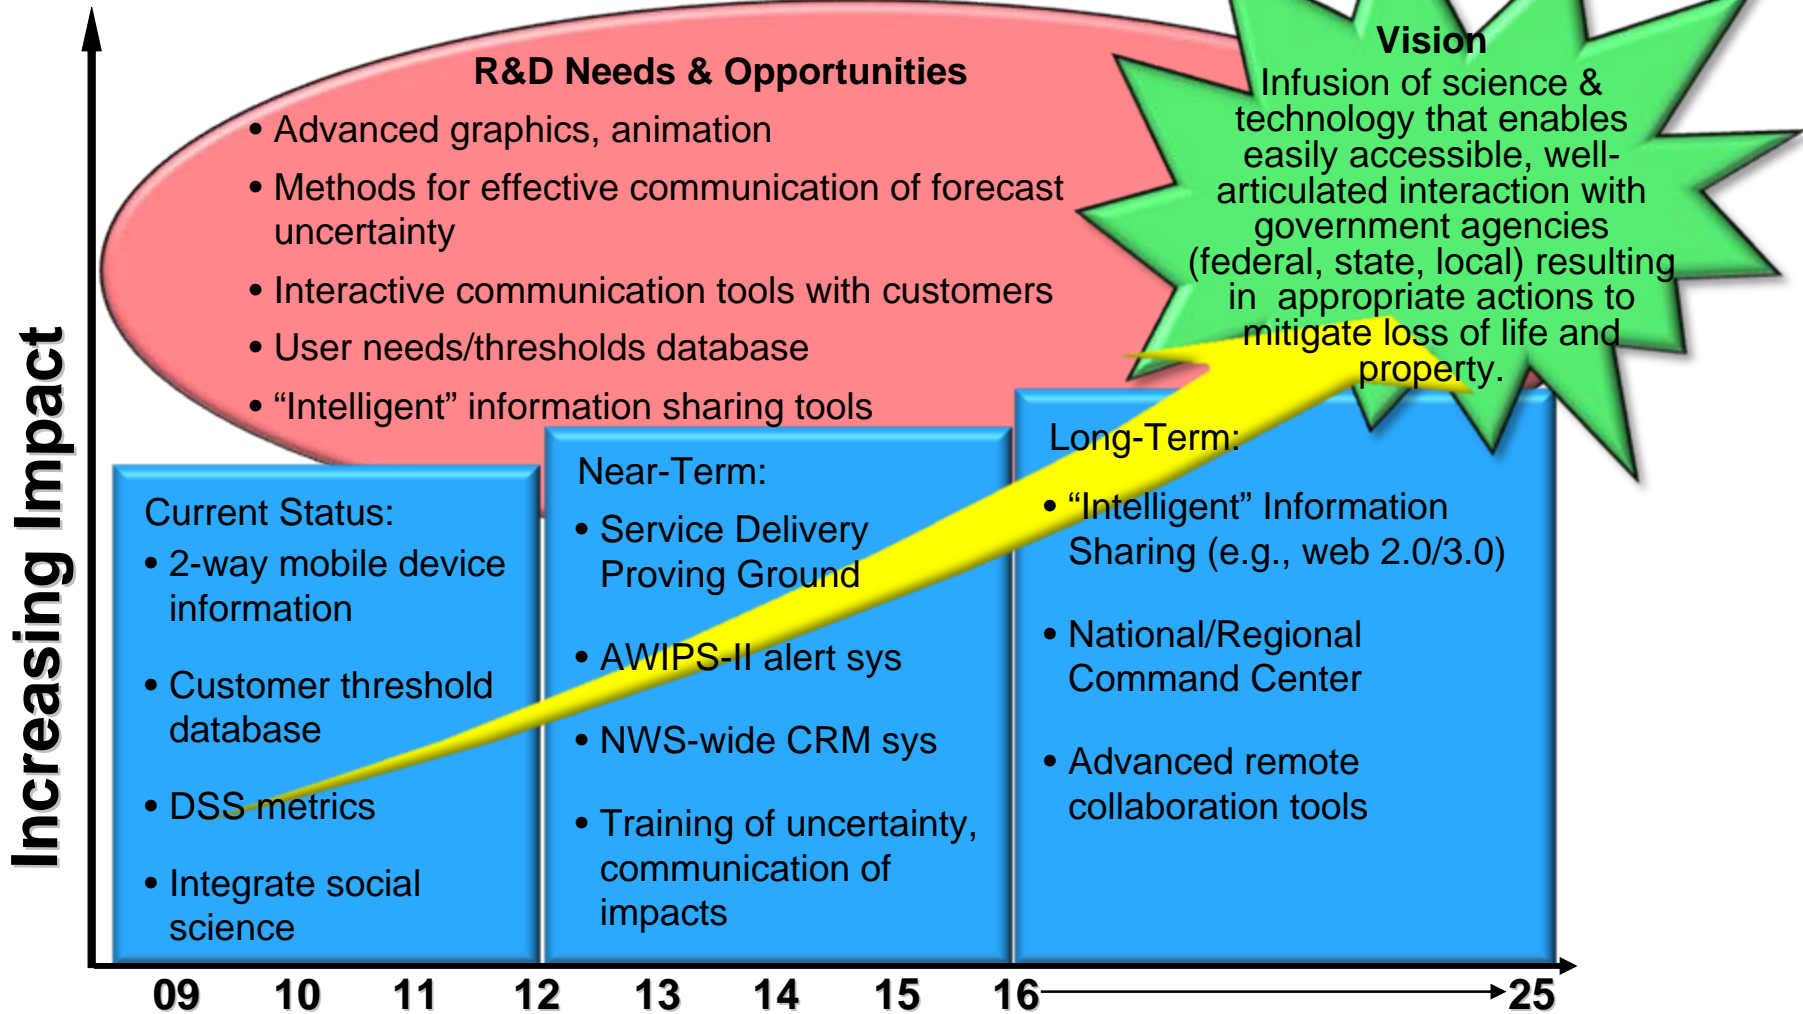 R&D Needs & Opportunities
• Advanced graphics, animation
• Methods for effective communication of forecast
uncertainty
• Interactive communication tools with customers
• User needs/thresholds database
• “Intelligent” information sharing tools
Vision
Infusion of science &
technology that enables
easily accessible, well-
articulated interaction with
government agencies
(federal, state, local) resulting
in appropriate actions to
mitigate loss of life and
property.
Increasing Impact
Current Status:
• 2-way mobile device
information
• Customer threshold
database
• DSS metrics
• Integrate social
science
Near-Term:
• Service Delivery
Proving Ground
• AWIPS-II alert sys
• NWS-wide CRM sys
• Training of uncertainty,
communication of
impacts
Long-Term:
• “Intelligent” Information
Sharing (e.g., web 2.0/3.0)
• National/Regional
Command Center
• Advanced remote
collaboration tools
09 10 11 12 13 14 15 16 25